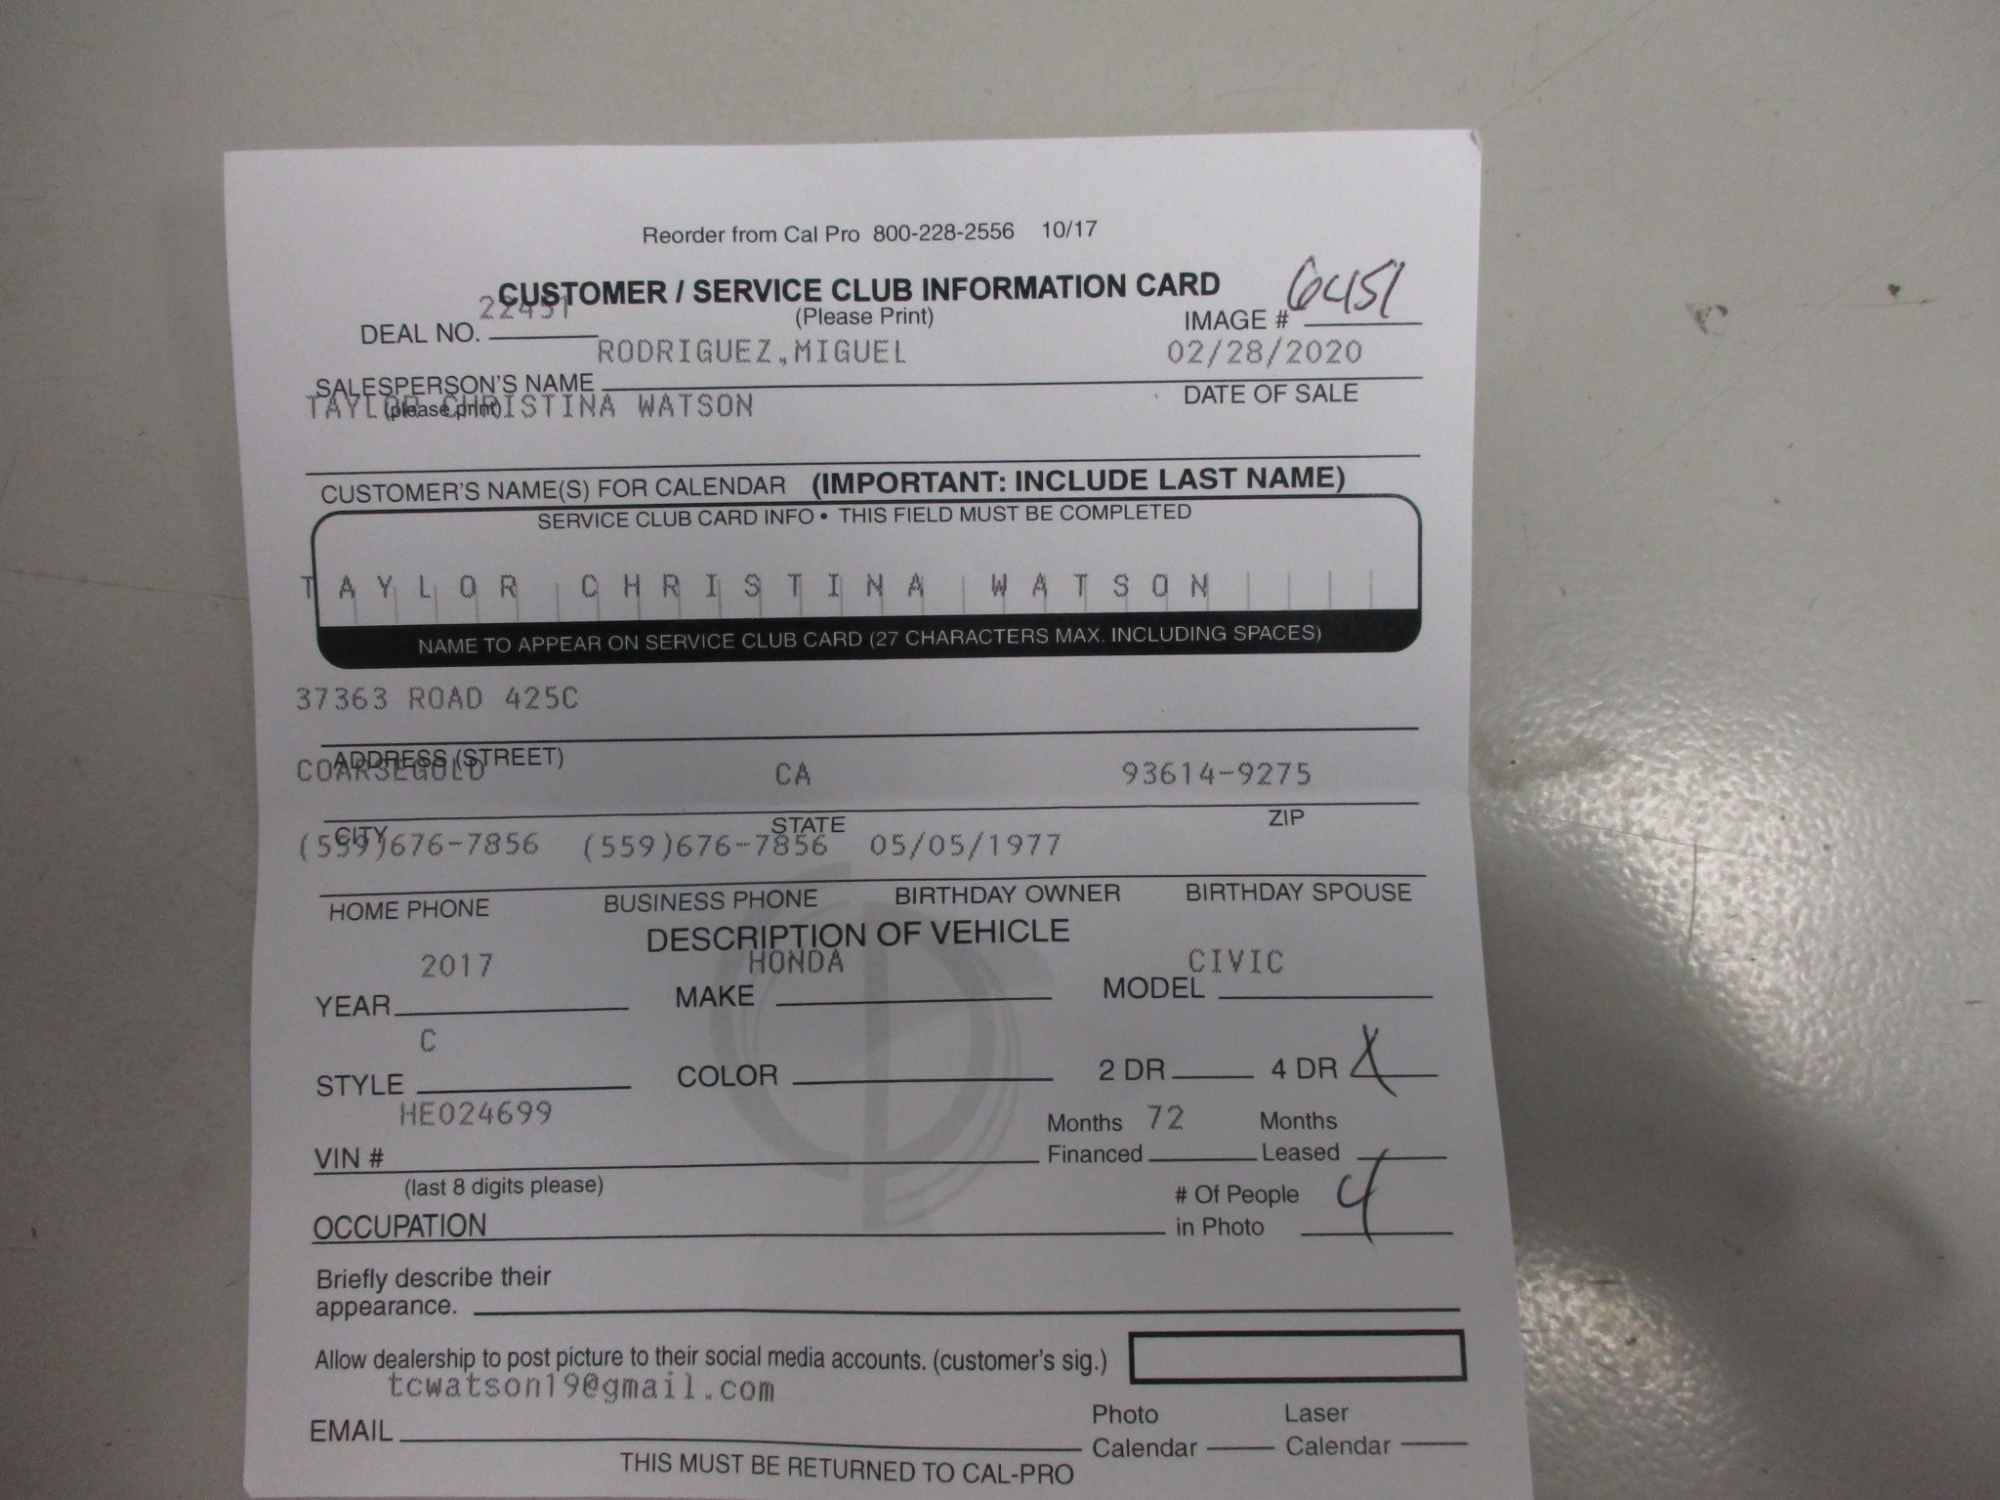 Reorder from Cal Pro 800-228-2556 10/17
CUSTOMER / SERVICE CLUB INFORMATION CARD
(Please Print)
DEAL NO. 22451
IMAGE # 6451
RODRIGUEZ,MIGUEL 02/28/2020
SALESPERSON'S NAME DATE OF SALE
(please print)
TAYLOR CHRISTINA WATSON
CUSTOMER'S NAME(S) FOR CALENDAR (IMPORTANT: INCLUDE LAST NAME)
SERVICE CLUB CARD INFO • THIS FIELD MUST BE COMPLETED
TAYLOR CHRISTINA WATSON
NAME TO APPEAR ON SERVICE CLUB CARD (27 CHARACTERS MAX. INCLUDING SPACES)
37363 ROAD 425C
ADDRESS (STREET)
COARSEGOLD CA 93614-9275
CITY STATE ZIP
(559)676-7856 (559)676-7856 05/05/1977
HOME PHONE BUSINESS PHONE BIRTHDAY OWNER BIRTHDAY SPOUSE
DESCRIPTION OF VEHICLE
2017 HONDA CIVIC
YEAR MAKE MODEL
C
STYLE COLOR 2 DR 4 DR X
HE024699 Months 72 Months
VIN # Financed Leased
(last 8 digits please)
# Of People 4
OCCUPATION in Photo
Briefly describe their
appearance.
Allow dealership to post picture to their social media accounts. (customer's sig.)
tcwatson19@gmail.com
Photo Laser
EMAIL Calendar Calendar
THIS MUST BE RETURNED TO CAL-PRO